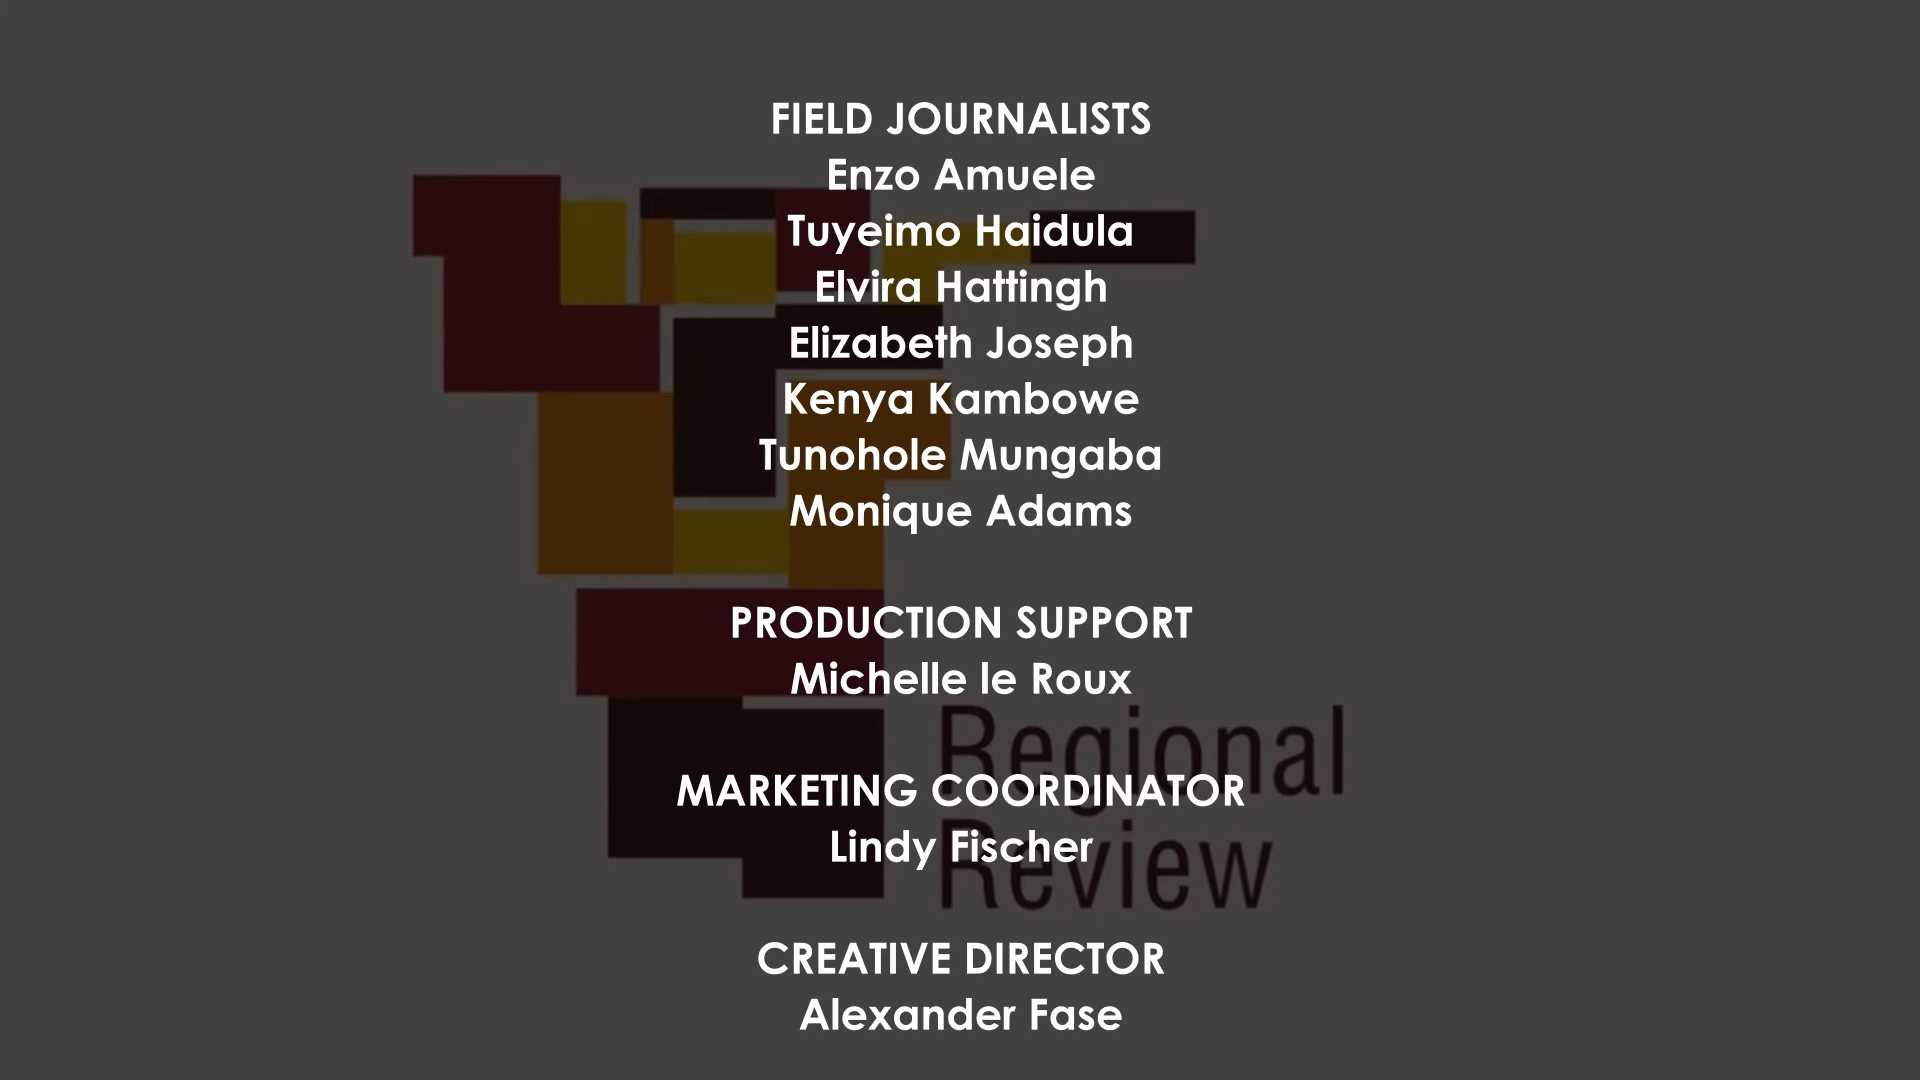 FIELD JOURNALISTS
Enzo Amuele
Tuyeimo Haidula
Elvira Hattingh
Elizabeth Joseph
Kenya Kambowe
Tunohole Mungaba
Monique Adams
PRODUCTION SUPPORT
Michelle le Roux
MARKETING COORDINATOR
Lindy Fischer
CREATIVE DIRECTOR
Alexander Fase
Regional
Review